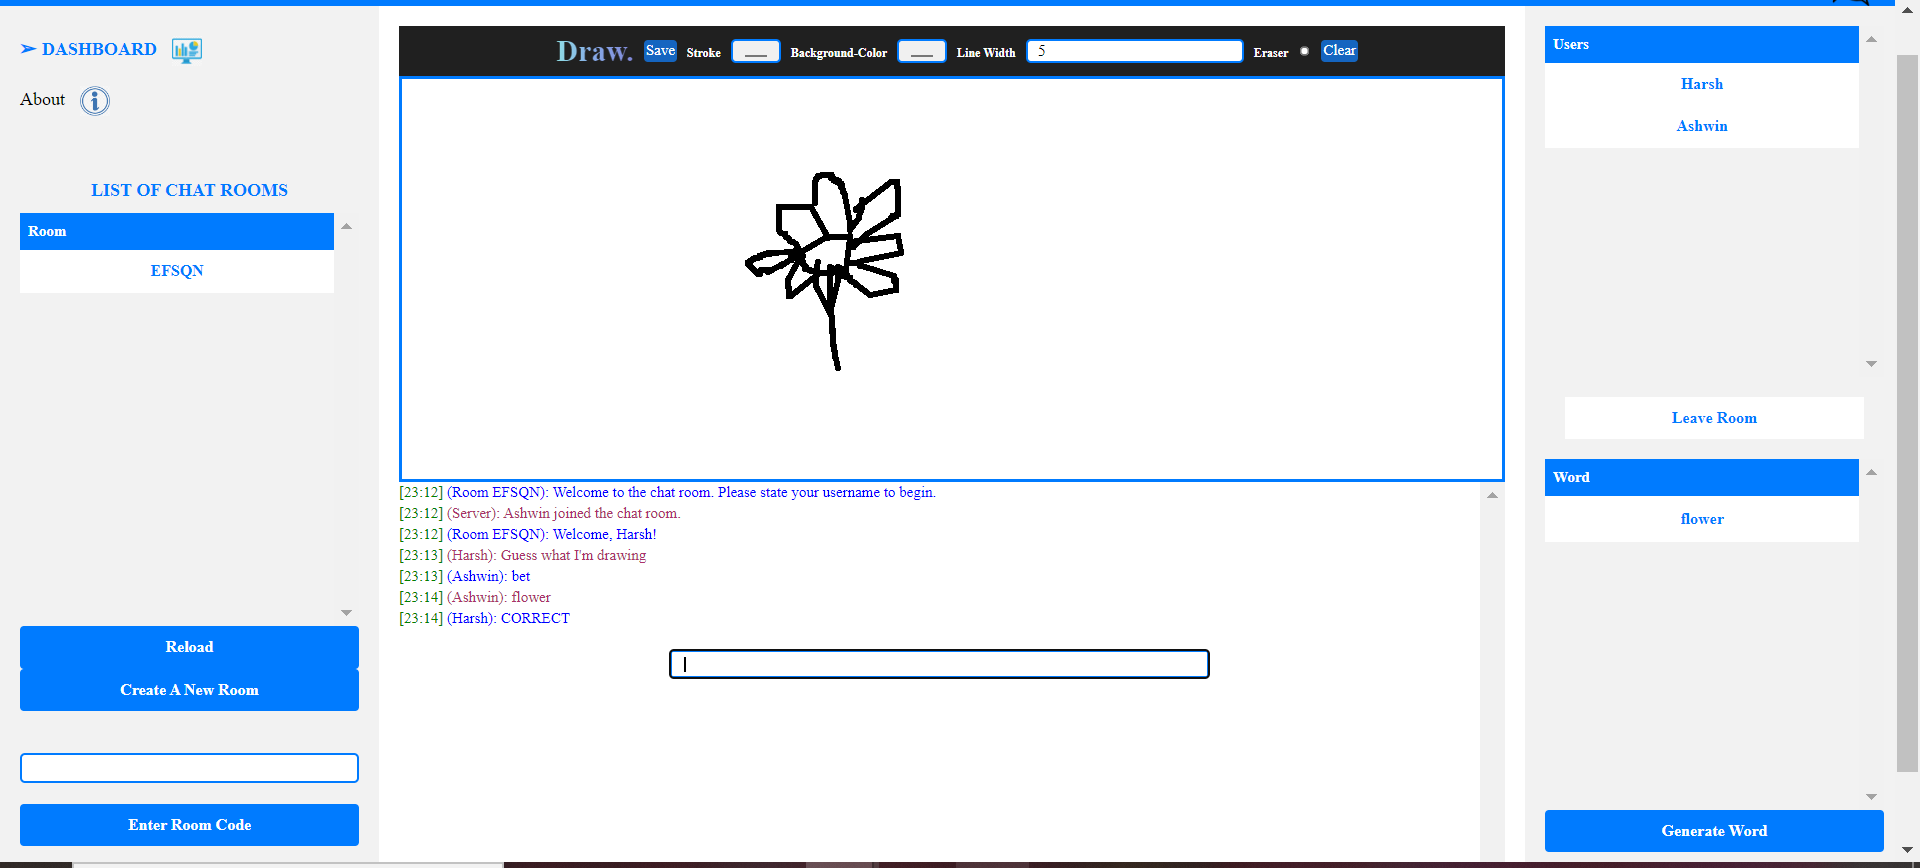 ➢ DASHBOARD
About
LIST OF CHAT ROOMS
Room
EFSQN
Reload
Create A New Room
Enter Room Code
Draw. Save Stroke Background-Color Line Width 5 Eraser Clear
[23:12] (Room EFSQN): Welcome to the chat room. Please state your username to begin.
[23:12] (Server): Ashwin joined the chat room.
[23:12] (Room EFSQN): Welcome, Harsh!
[23:13] (Harsh): Guess what I'm drawing
[23:13] (Ashwin): bet
[23:14] (Ashwin): flower
[23:14] (Harsh): CORRECT
Users
Harsh
Ashwin
Leave Room
Word
flower
Generate Word